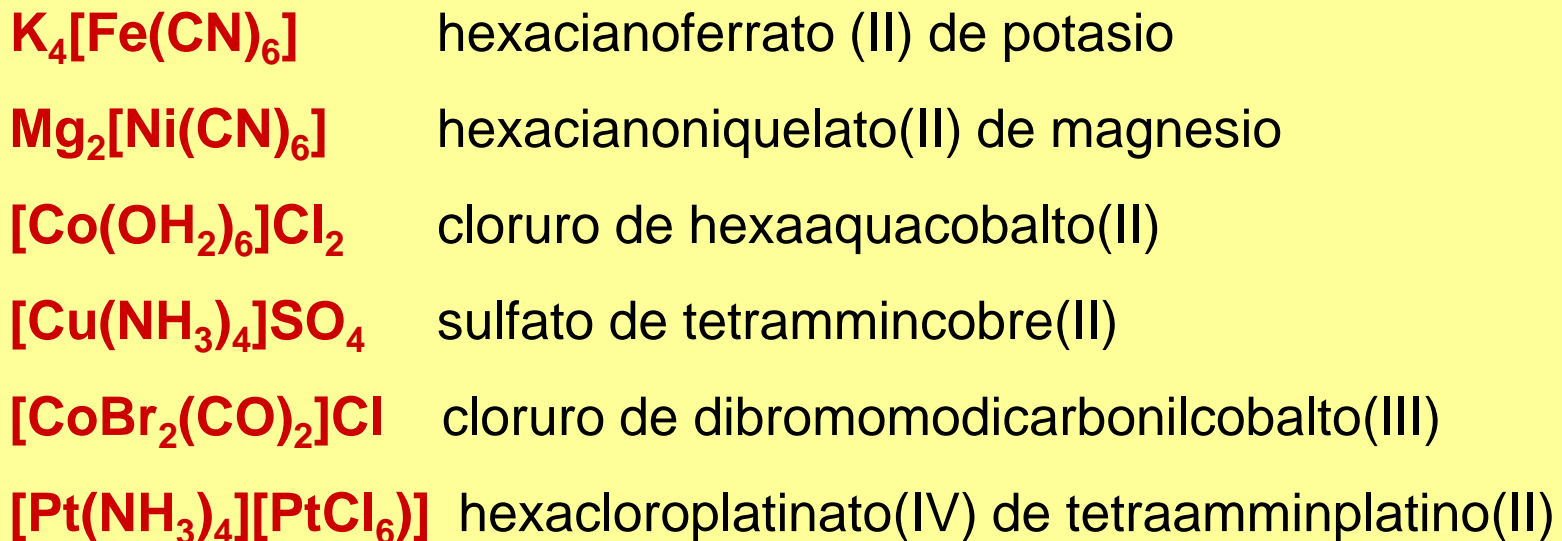 K₄[Fe(CN)₆] hexacianoferrato (II) de potasio
Mg₂[Ni(CN)₆] hexacianoniquelato(II) de magnesio
[Co(OH₂)₆]Cl₂ cloruro de hexaaquacobalto(II)
[Cu(NH₃)₄]SO₄ sulfato de tetrammincobre(II)
[CoBr₂(CO)₂]Cl cloruro de dibromomodicarbonilcobalto(III)
[Pt(NH₃)₄][PtCl₆)] hexacloroplatinato(IV) de tetraamminplatino(II)